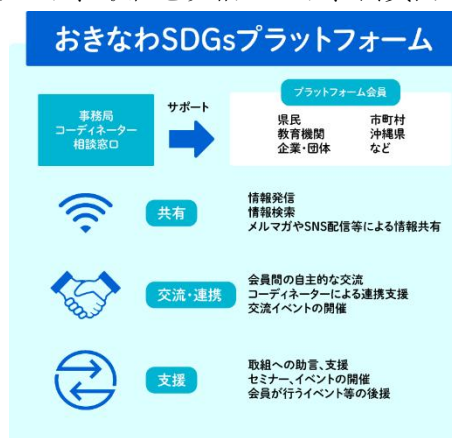 おきなわSDGsプラットフォーム
事務局
コーディネーター
相談窓口
サポート
プラットフォーム会員
県民
教育機関
企業・団体
市町村
沖縄県
など
共有
情報発信
情報検索
メルマガやSNS配信等による情報共有
交流・連携
会員間の自主的な交流
コーディネーターによる連携支援
交流イベントの開催
支援
取組への助言、支援
セミナー、イベントの開催
会員が行うイベント等の後援